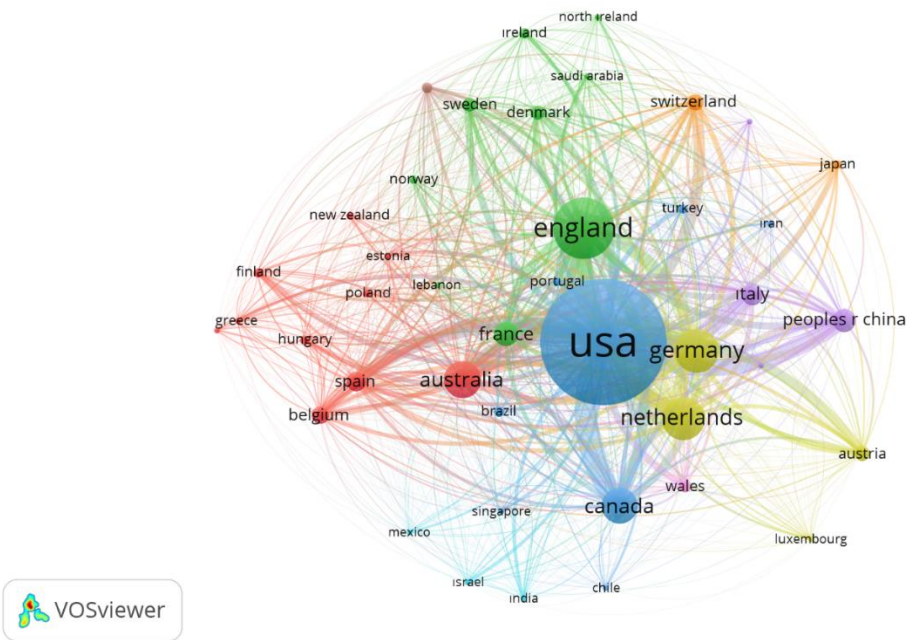 north ireland
ireland
saudi arabia
switzerland
sweden
denmark
japan
norway
turkey
new zealand
iran
england
estonia
finland
portugal
lebanon
poland
italy
greece
peoples r china
france
hungary
usa
germany
spain
australia
brazil
belgium
netherlands
austria
wales
canada
singapore
mexico
luxembourg
israel
chile
india
VOSviewer